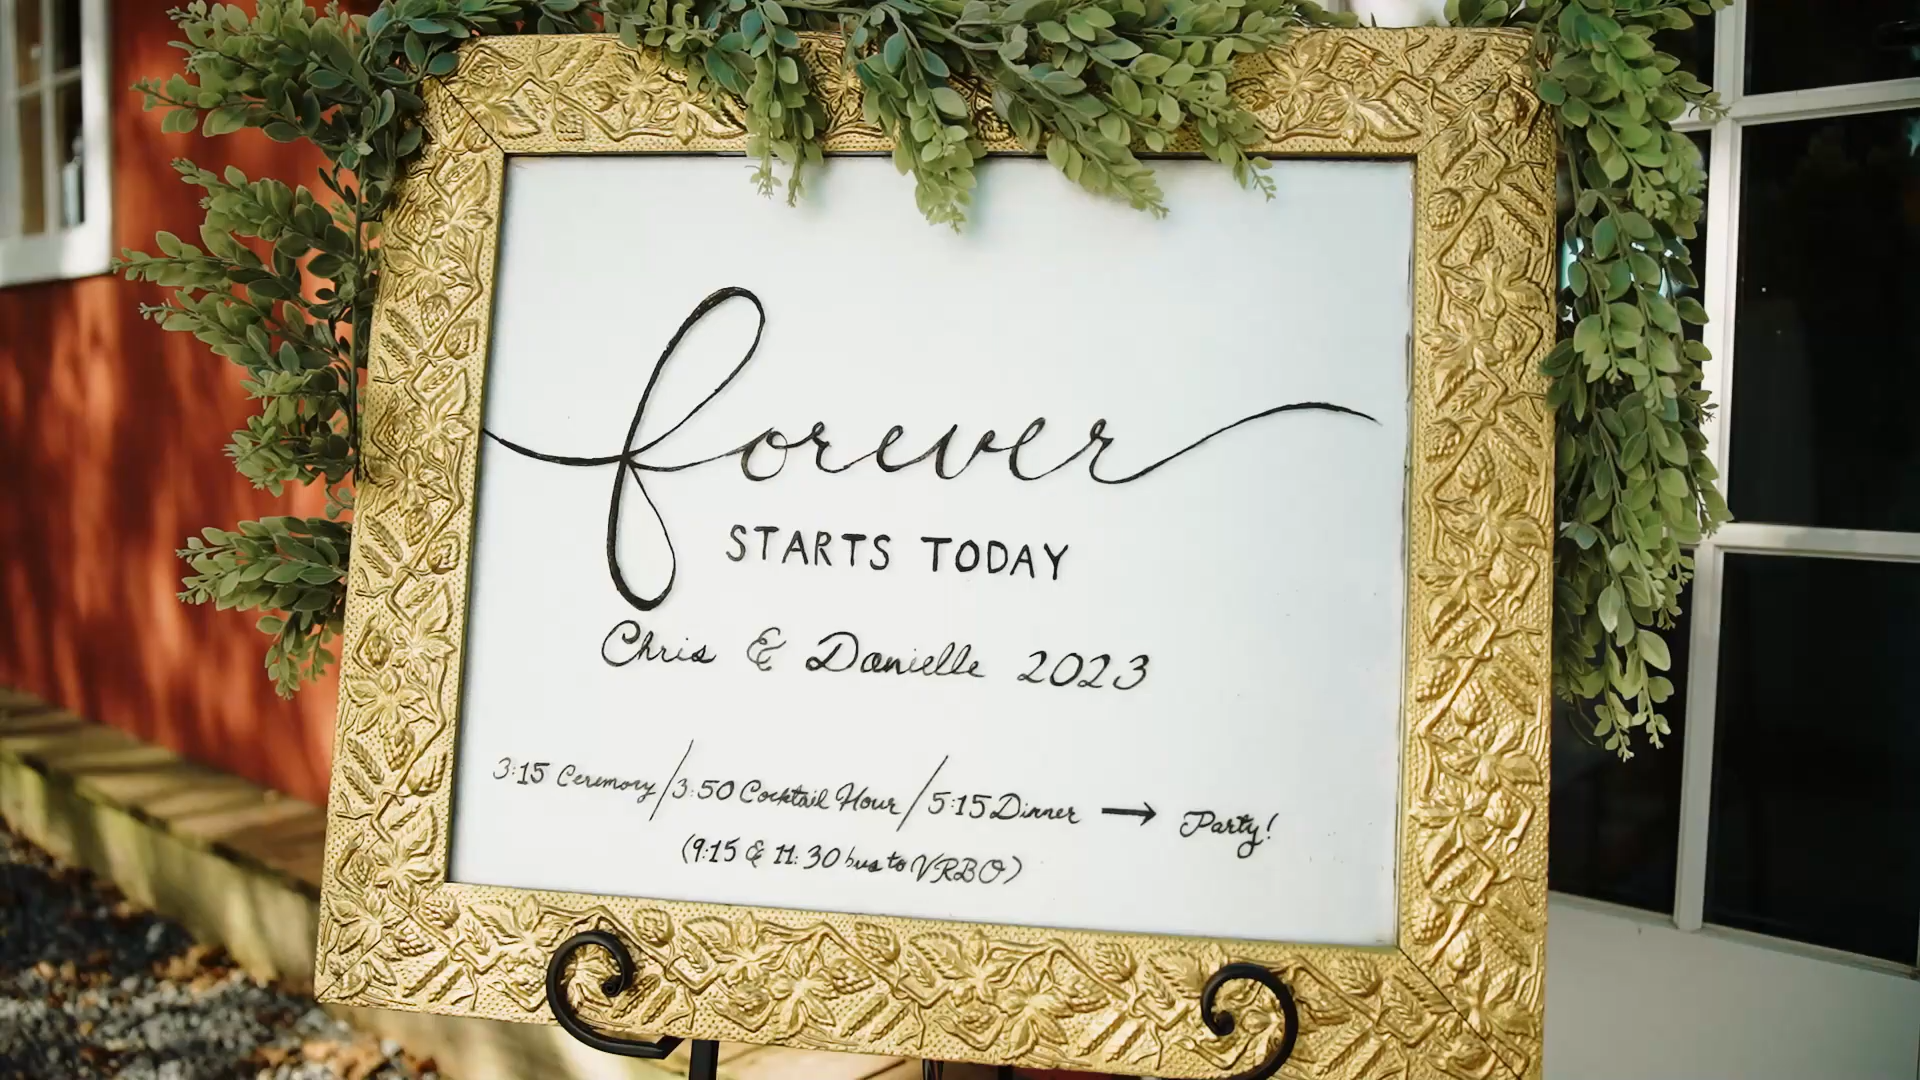 forever
STARTS TODAY
Chris & Danielle 2023
3:15 Ceremony / 3:50 Cocktail Hour / 5:15 Dinner → Party!
(9:15 & 11:30 bus to VRBO)